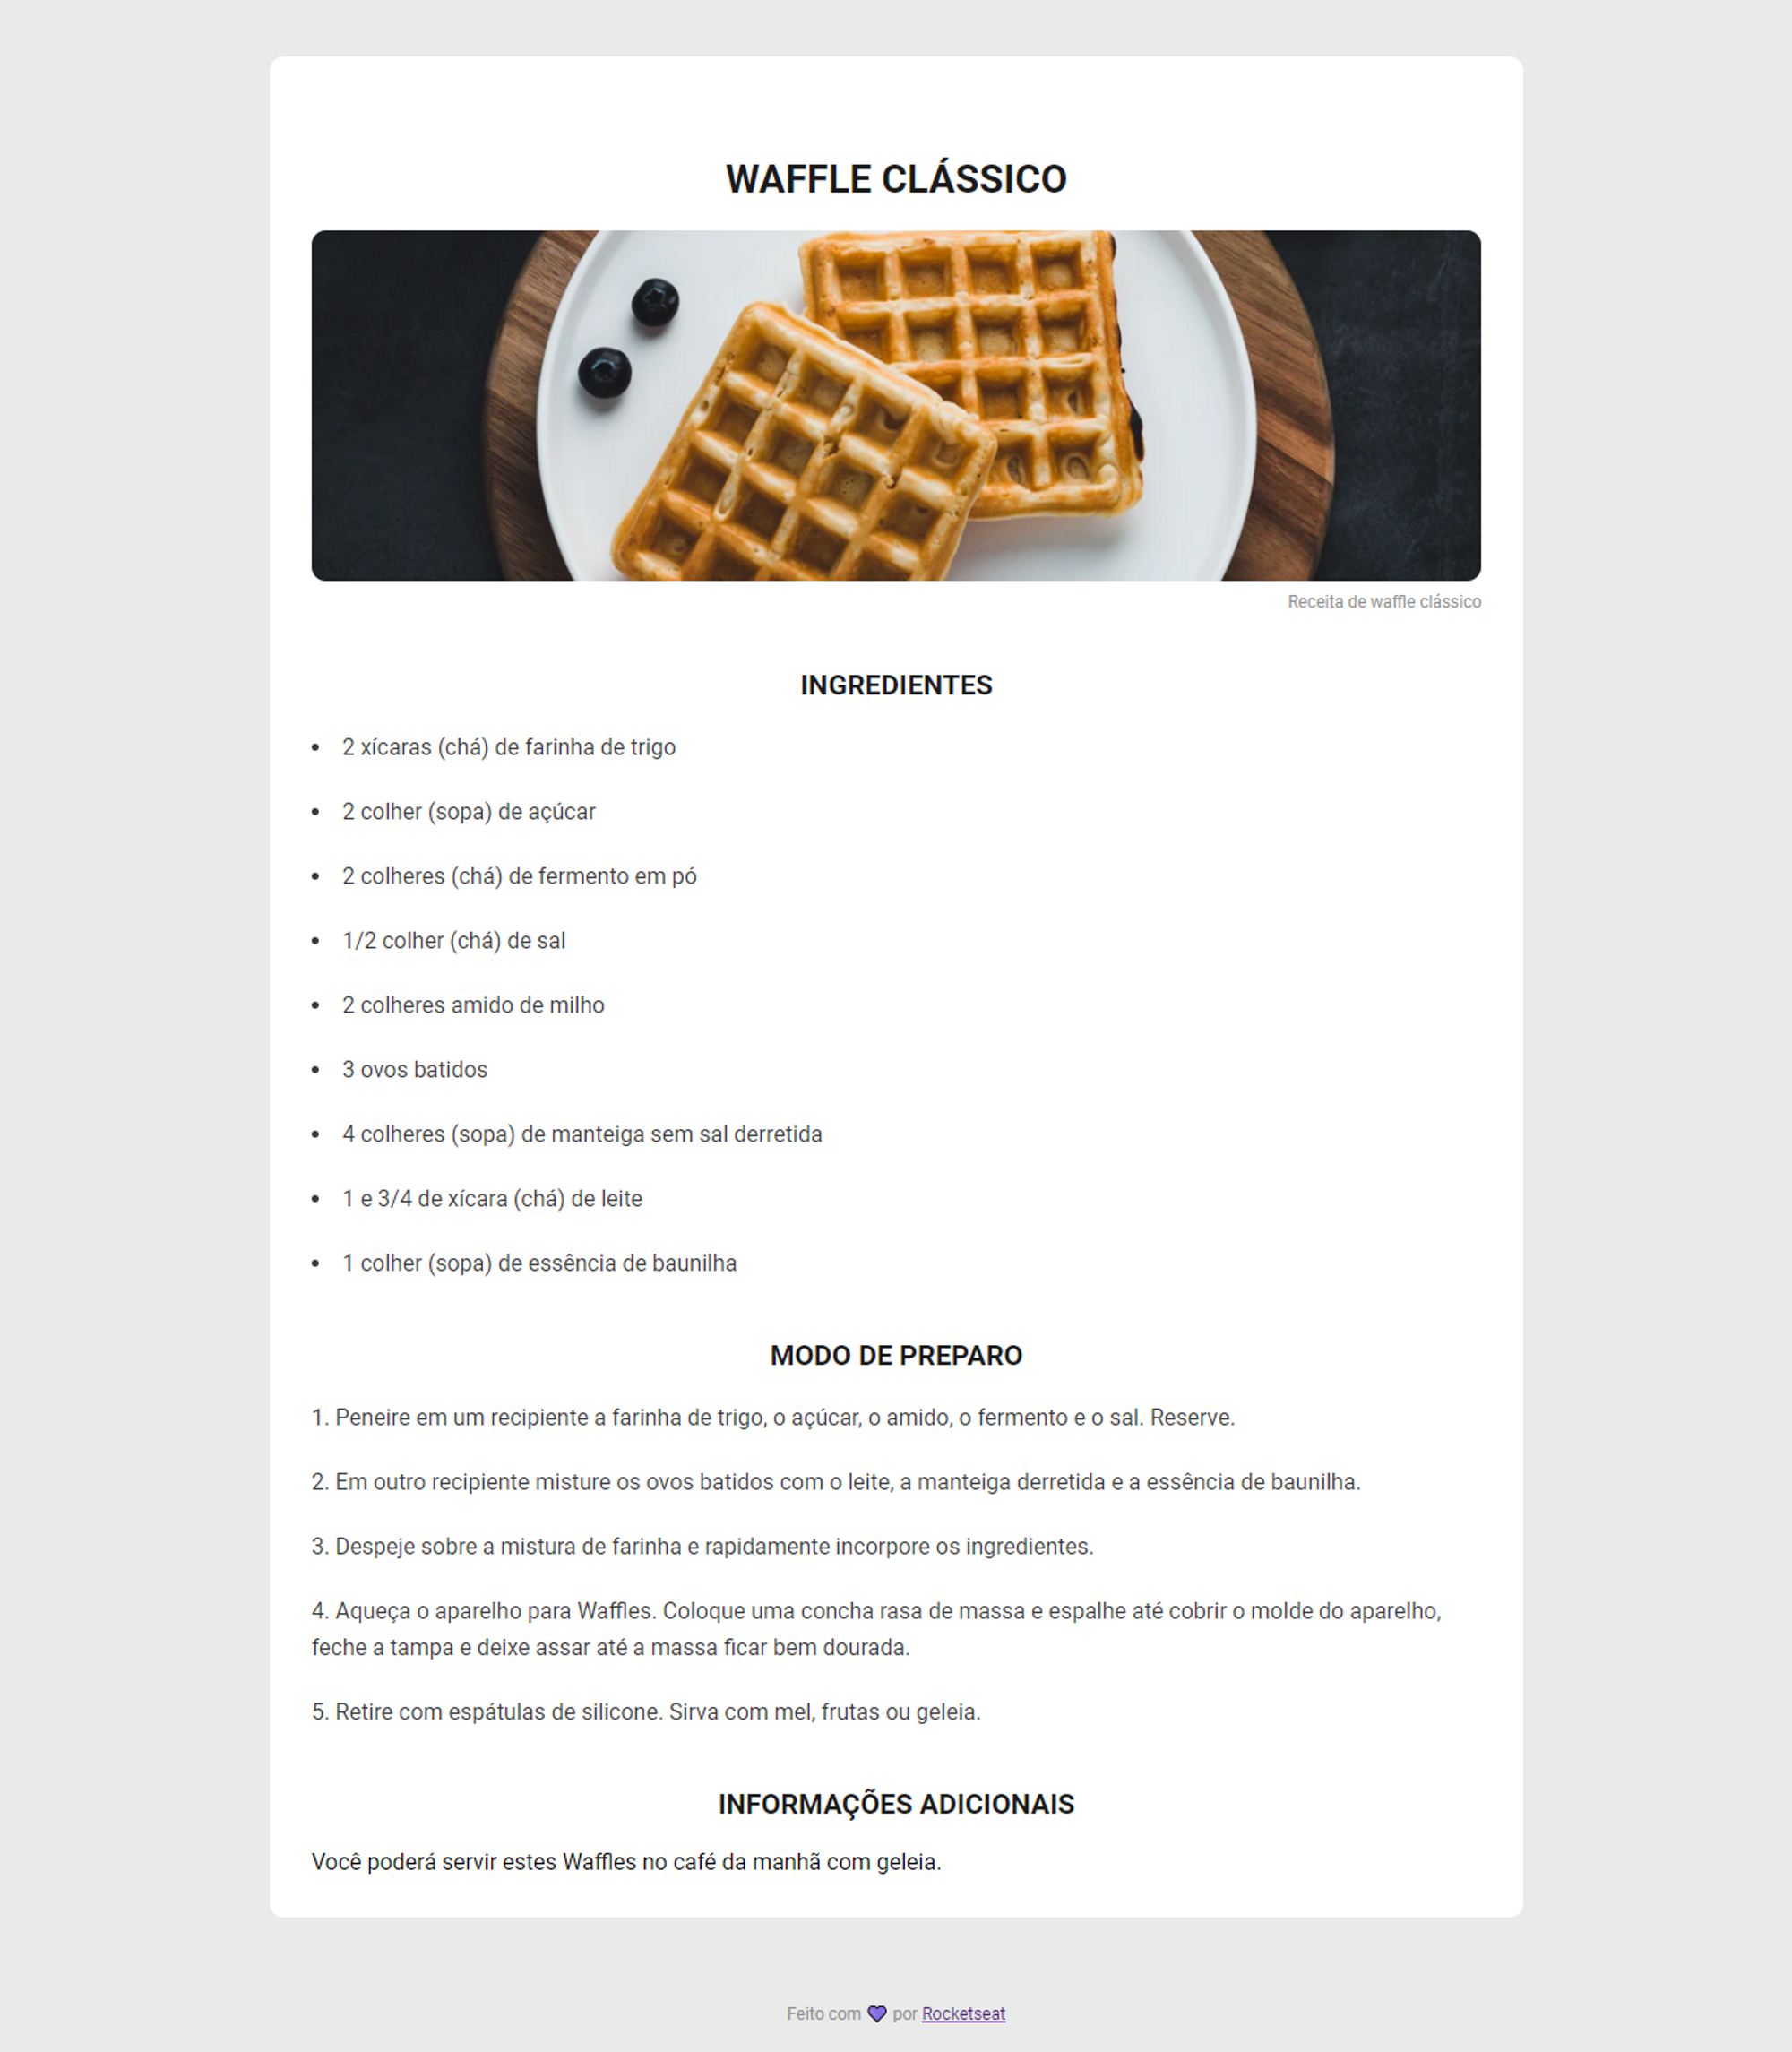 WAFFLE CLÁSSICO
Receita de waffle clássico
INGREDIENTES
• 2 xícaras (chá) de farinha de trigo
• 2 colher (sopa) de açúcar
• 2 colheres (chá) de fermento em pó
• 1/2 colher (chá) de sal
• 2 colheres amido de milho
• 3 ovos batidos
• 4 colheres (sopa) de manteiga sem sal derretida
• 1 e 3/4 de xícara (chá) de leite
• 1 colher (sopa) de essência de baunilha
MODO DE PREPARO
1. Peneire em um recipiente a farinha de trigo, o açúcar, o amido, o fermento e o sal. Reserve.
2. Em outro recipiente misture os ovos batidos com o leite, a manteiga derretida e a essência de baunilha.
3. Despeje sobre a mistura de farinha e rapidamente incorpore os ingredientes.
4. Aqueça o aparelho para Waffles. Coloque uma concha rasa de massa e espalhe até cobrir o molde do aparelho,
feche a tampa e deixe assar até a massa ficar bem dourada.
5. Retire com espátulas de silicone. Sirva com mel, frutas ou geleia.
INFORMAÇÕES ADICIONAIS
Você poderá servir estes Waffles no café da manhã com geleia.
Feito com 💜 por Rocketseat